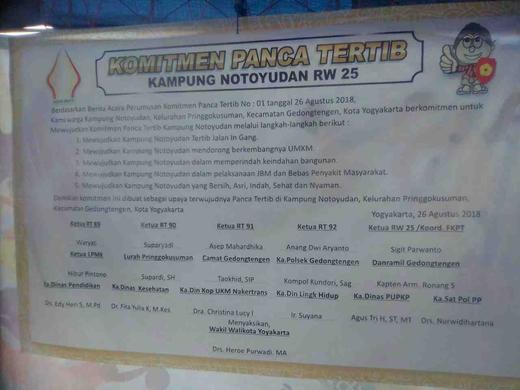 KOMITMEN PANCA TERTIB
KAMPUNG NOTOYUDAN RW 25
Berdasarkan Berita Acara Perumusan Komitmen Panca Tertib No : 01 tanggal 26 Agustus 2018,
Kami warga Kampung Notoyudan, Kelurahan Pringgokusuman, Kecamatan Gedongtengen, Kota Yogyakarta berkomitmen untuk
Mewujudkan Komitmen Panca Tertib Kampung Notoyudan melalui langkah-langkah berikut :
1. Mewujudkan Kampung Notoyudan Tertib Jalan In Gang.
2. Mewujudkan Kampung Notoyudan mendorong berkembangnya UMKM.
3. Mewujudkan Kampung Notoyudan dalam memperindah keindahan bangunan.
4. Mewujudkan Kampung Notoyudan dalam pelaksanaan JBM dan Bebas Penyakit Masyarakat.
5. Mewujudkan Kampung Notoyudan yang Bersih, Asri, Indah, Sehat dan Nyaman.
Demikian komitmen ini dibuat sebagai upaya terwujudnya Panca Tertib di Kampung Notoyudan, Kelurahan Pringgokusuman,
Kecamatan Gedongtengen, Kota Yogyakarta
Yogyakarta, 26 Agustus 2018
Ketua RT 89 Ketua RT 90 Ketua RT 91 Ketua RT 92 Ketua RW 25 /Koord. FKPT
Waryas Suparyadi Asep Mahardhika Anang Dwi Aryanto Sigit Parwanto
Ketua LPMK Lurah Pringgokusuman Camat Gedongtengen Ka.Polsek Gedongtengen Danramil Gedongtengen
Nibur Pintono Supardi, SH Taokhid, SIP Kompol Kundori, Sag Kapten Arm. Ronang S
Ka.Dinas Pendidikan Ka.Dinas Kesehatan Ka.Din Kop UKM Nakertrans Ka.Din Lingk Hidup Ka.Dinas PUPKP Ka.Sat Pol PP
Drs. Edy Heri S, M.Pd Dr. Fita Yulia K, M.Kes Dra. Christina Lucy I Ir. Suyana Agus Tri H, ST, MT Drs. Nurwidihartana
Menyaksikan,
Wakil Walikota Yoyakarta
Drs. Heroe Purwadi. MA